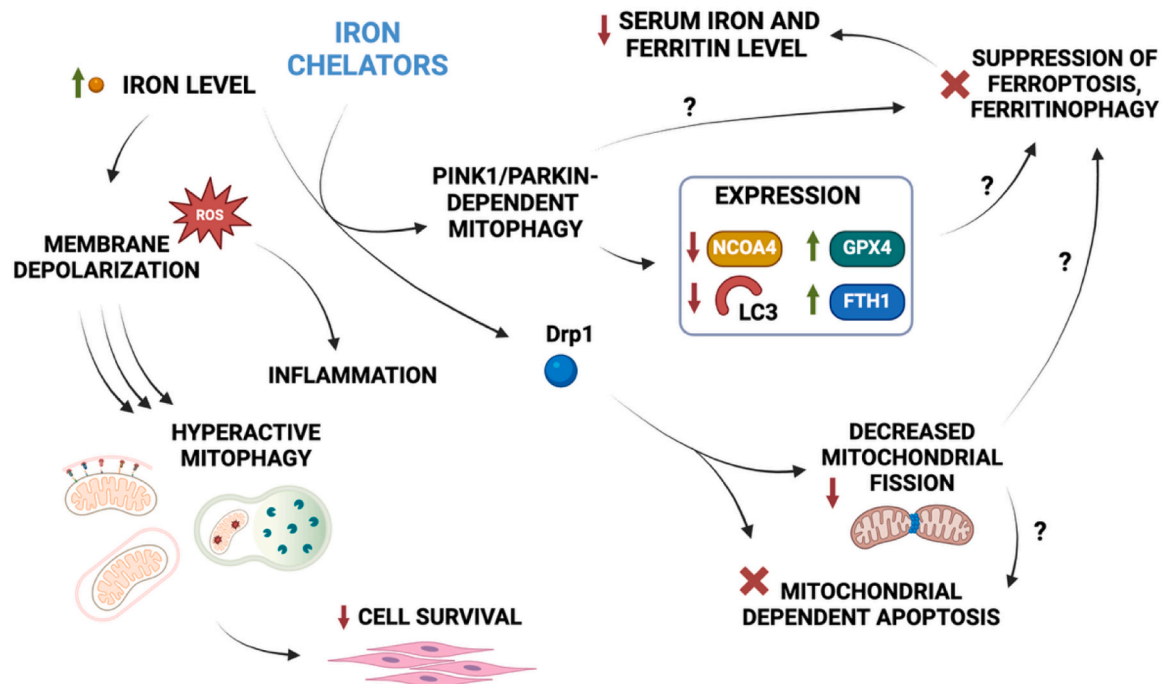 IRON
CHELATORS
IRON LEVEL
SERUM IRON AND
FERRITIN LEVEL
SUPPRESSION OF
FERROPTOSIS,
FERRITINOPHAGY
?
PINK1/PARKIN-
DEPENDENT
MITOPHAGY
EXPRESSION
NCOA4
GPX4
LC3
FTH1
?
?
ROS
MEMBRANE
DEPOLARIZATION
INFLAMMATION
Drp1
HYPERACTIVE
MITOPHAGY
DECREASED
MITOCHONDRIAL
FISSION
?
MITOCHONDRIAL
DEPENDENT APOPTOSIS
CELL SURVIVAL